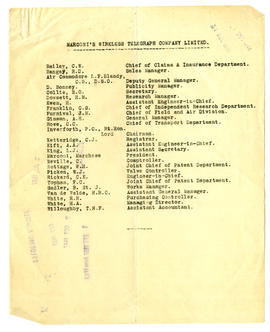 MARCONI'S WIRELESS TELEGRAPH COMPANY LIMITED.
Bailey, G.W. Chief of Claims & Insurance Department.
Bangay, R.D. Sales Manager.
Air Commodore L.F. Blandy,
C.B., D.S.O. Deputy General Manager.
D. Bonney. Publicity Manager.
Collis, H.G. Secretary.
Dowsett, H.M. Research Manager.
Ewen, H. Assistant Engineer-in-Chief.
Franklin, C.S. Chief of Independent Research Department.
Furnival, J.M. Chief of Field and Air Division.
Gimson, A. General Manager.
Howe, G.C. Chief of Transport Department.
Inverforth, P.C., Rt.Hon.
Lord Chairman.
Ketteridge, C.J. Registrar.
Kift, A.A. Assistant Engineer-in-Chief.
King, L.J. Assistant Secretary.
Marconi, Marchese President.
Neville, C. Comptroller.
Nottage, W.H. Joint Chief of Patent Department.
Picken, W.J. Valve Controller.
Rickard, C.E. Engineer-in-Chief.
Topham, F.C. Joint Chief of Patent Department.
Sadler, B. St. J. Works Manager.
Van de Velde, H.R.C. Assistant General Manager.
White, H.H. Purchasing Controller.
White, H.A. Managing Director.
Willoughby, T.H.F. Assistant Accountant.